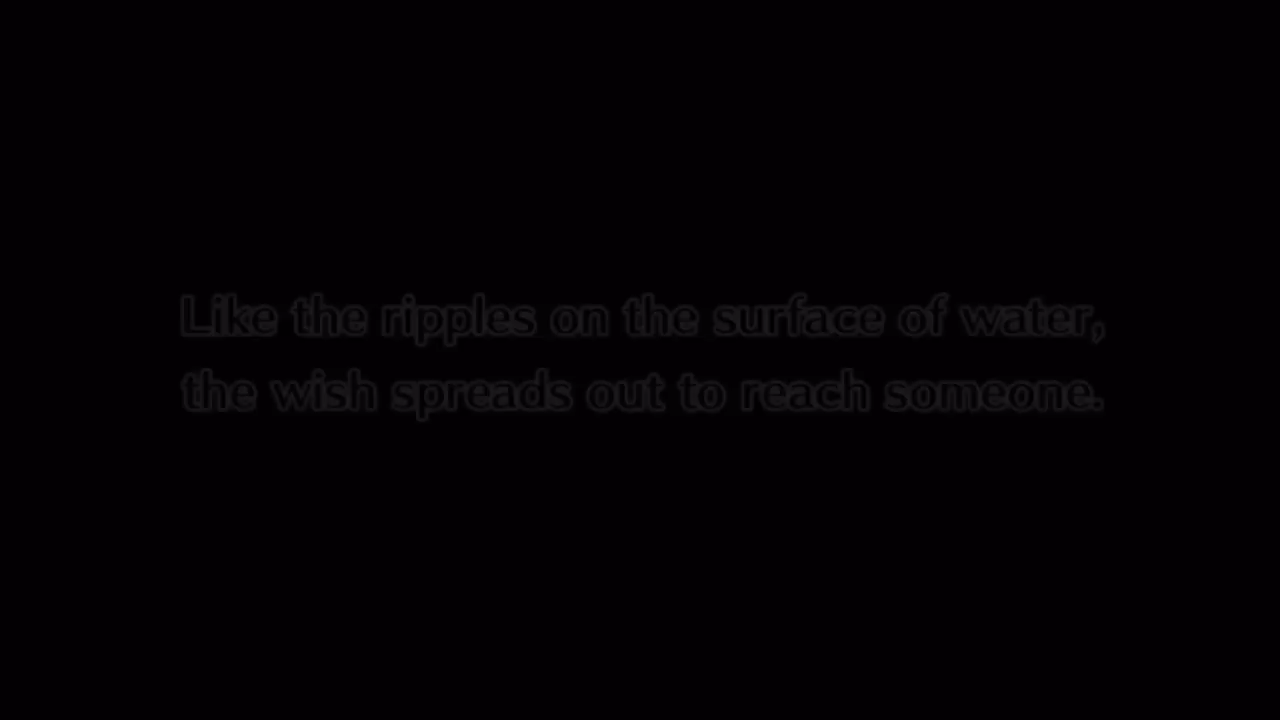 Like the ripples on the surface of water,
the wish spreads out to reach someone.